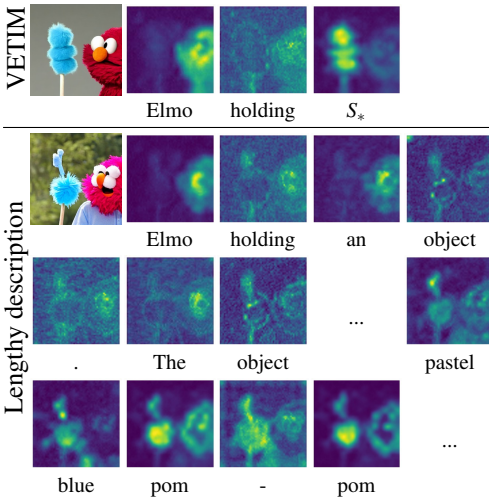 VETIM
Elmo holding S*
Lengthy description
Elmo holding an object
. The object ... pastel
blue pom - pom ...